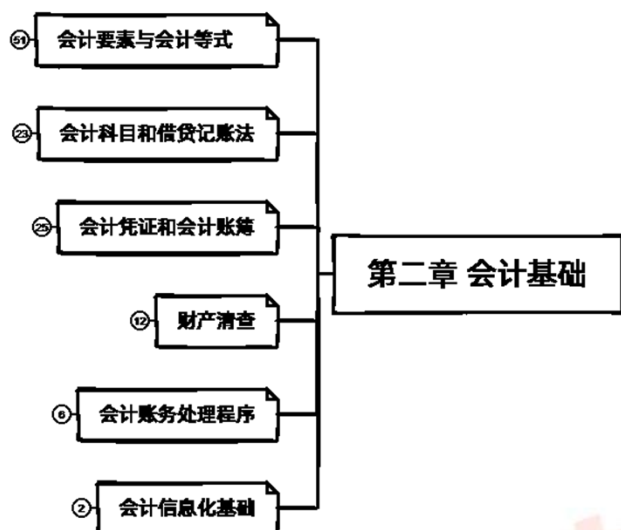 51 会计要素与会计等式
23 会计科目和借贷记账法
25 会计凭证和会计账簿
第二章 会计基础
12 财产清查
6 会计账务处理程序
2 会计信息化基础